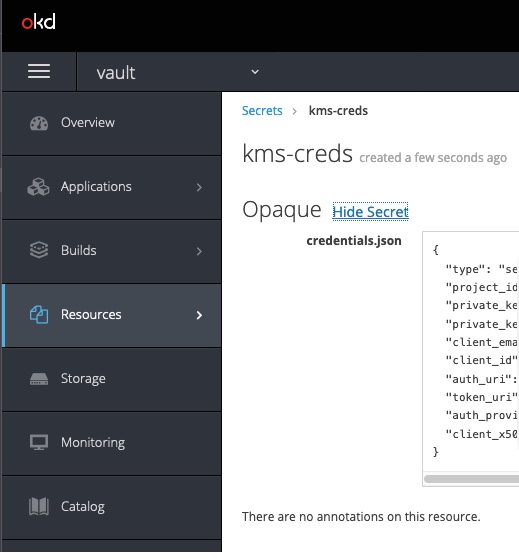 okd
vault
Overview
Applications
Builds
Resources
Storage
Monitoring
Catalog
Secrets > kms-creds
kms-creds created a few seconds ago
Opaque Hide Secret
credentials.json
{
"type": "se
"project_id
"private_ke
"private_ke
"client_ema
"client_id"
"auth_uri":
"token_uri"
"auth_provi
"client_x50
}
There are no annotations on this resource.